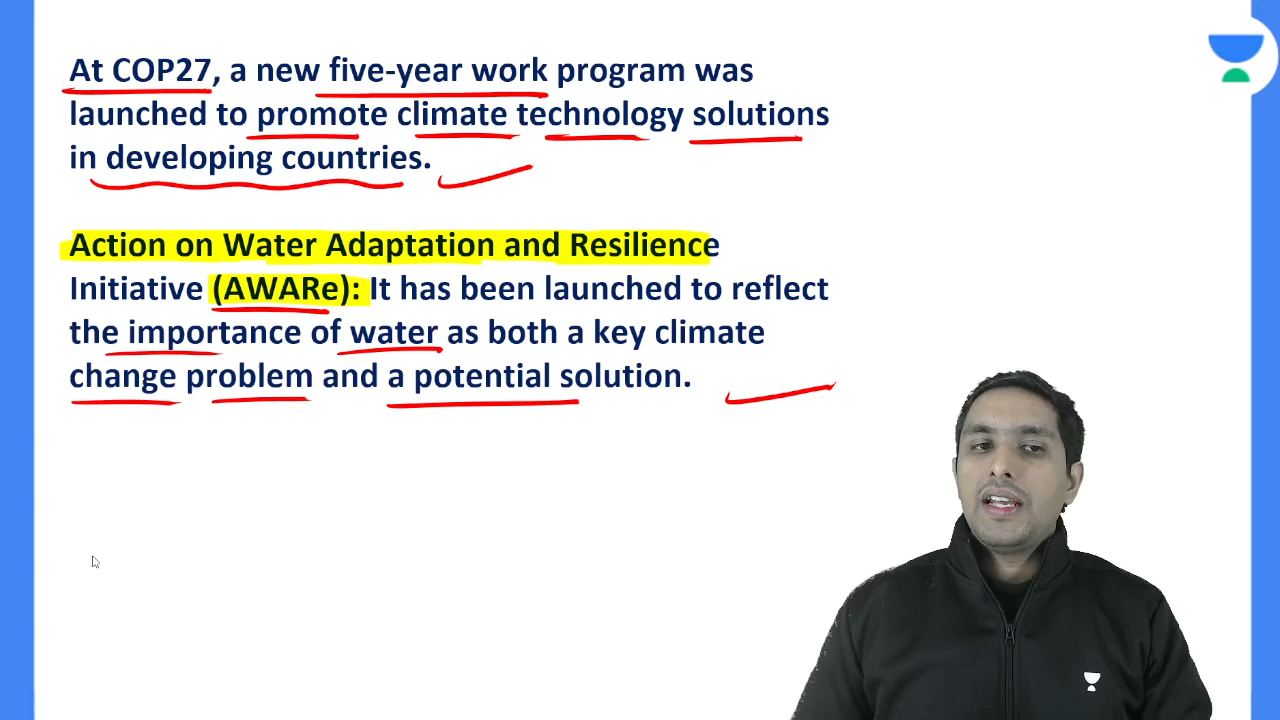 At COP27, a new five-year work program was
launched to promote climate technology solutions
in developing countries.
Action on Water Adaptation and Resilience
Initiative (AWARe): It has been launched to reflect
the importance of water as both a key climate
change problem and a potential solution.